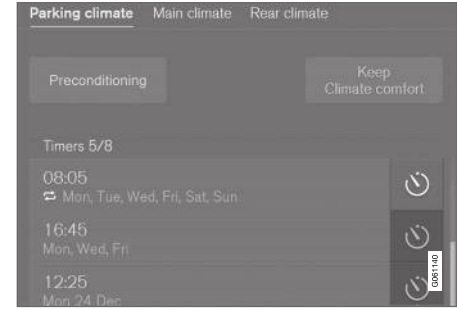 Parking climate Main climate Rear climate
Preconditioning
Keep
Climate comfort
Timers 5/8
08:05
Mon, Tue, Wed, Fri, Sat, Sun
16:45
Mon, Wed, Fri
12:25
Mon 24 Dec
G061140